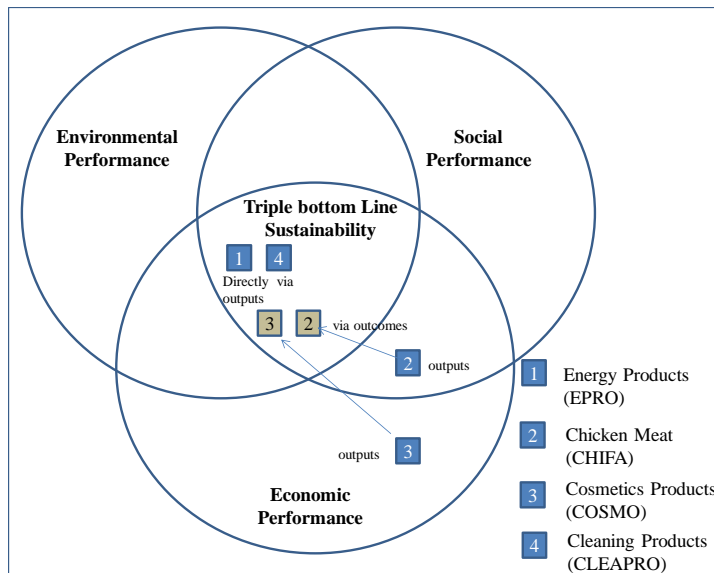 Environmental
Performance
Social
Performance
Triple bottom Line
Sustainability
1
4
Directly via
outputs
3
2
via outcomes
2
outputs
outputs
3
Economic
Performance
1
Energy Products
(EPRO)
2
Chicken Meat
(CHIFA)
3
Cosmetics Products
(COSMO)
4
Cleaning Products
(CLEAPRO)